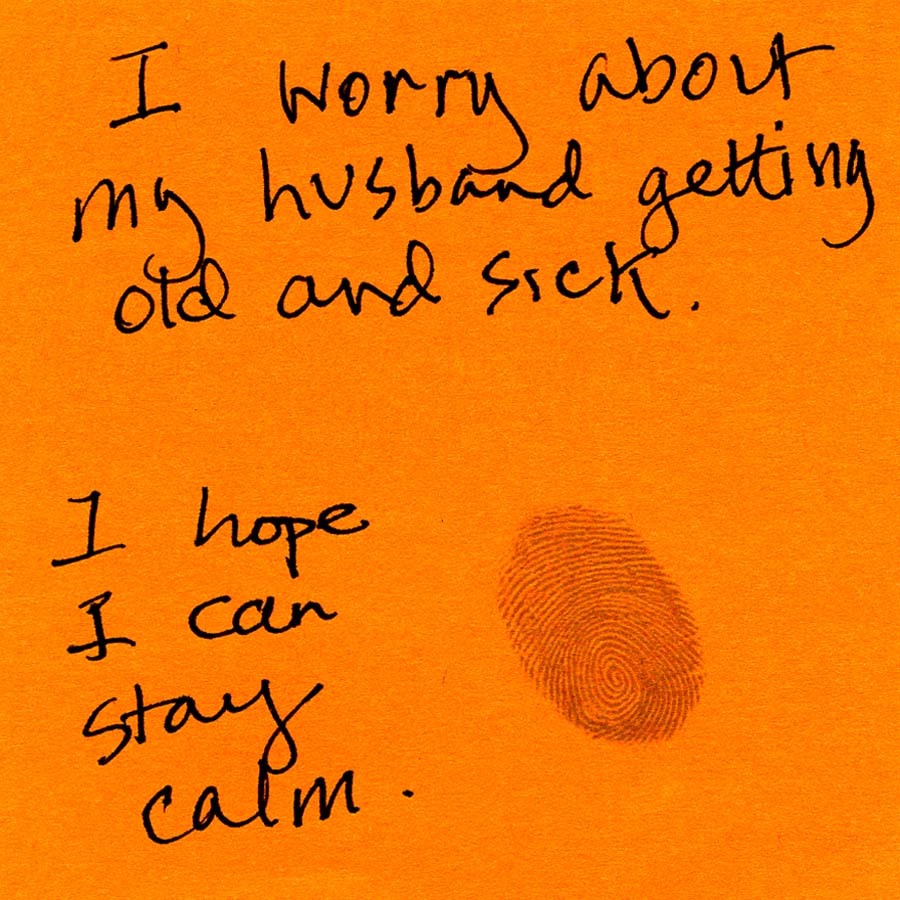 I worry about
my husband getting
old and sick.
I hope
I can
stay
calm.